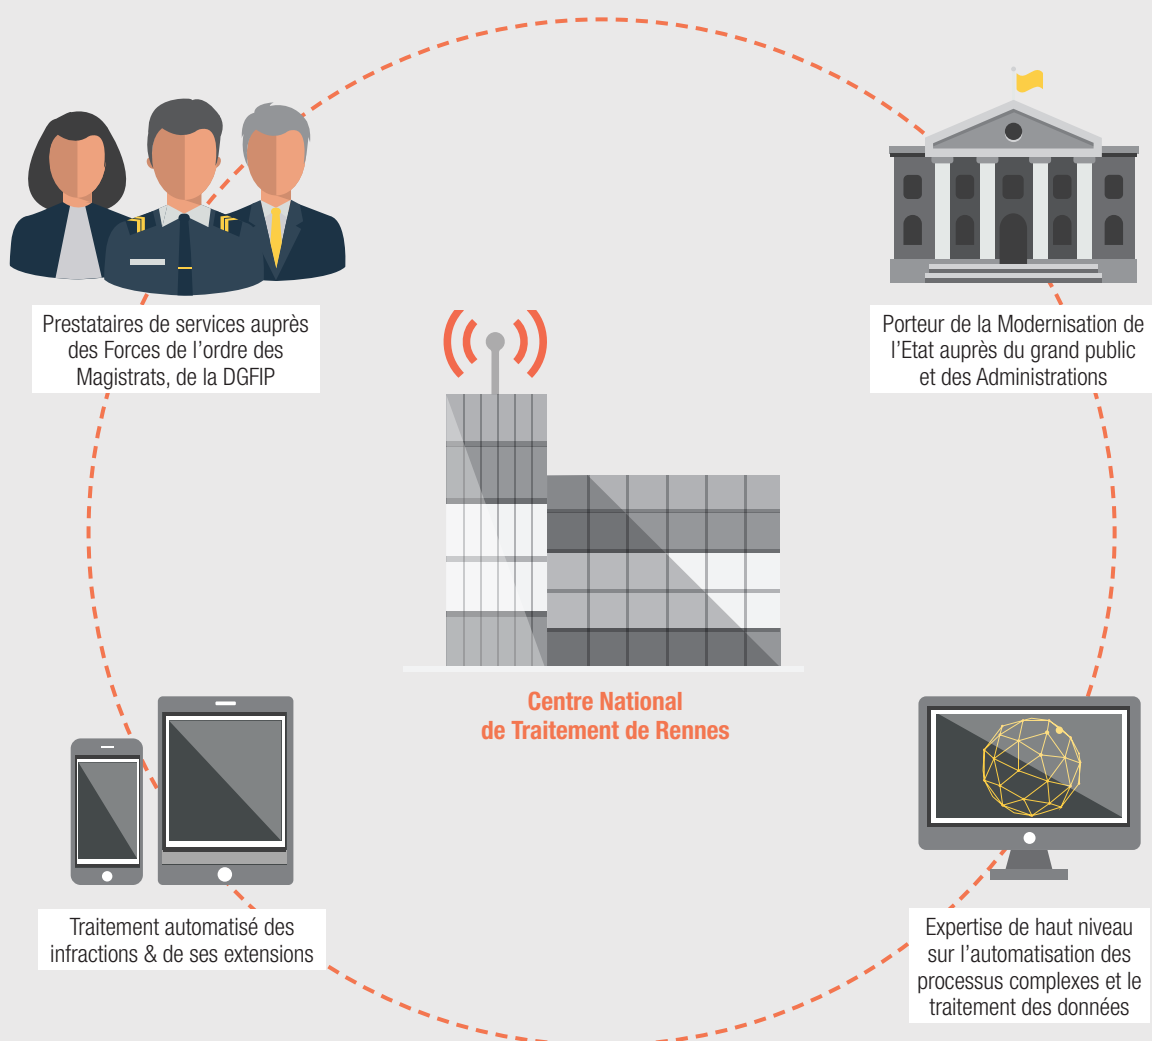 Prestataires de services auprès
des Forces de l'ordre des
Magistrats, de la DGFIP
Porteur de la Modernisation de
l'Etat auprès du grand public
et des Administrations
Centre National
de Traitement de Rennes
Traitement automatisé des
infractions & de ses extensions
Expertise de haut niveau
sur l'automatisation des
processus complexes et le
traitement des données